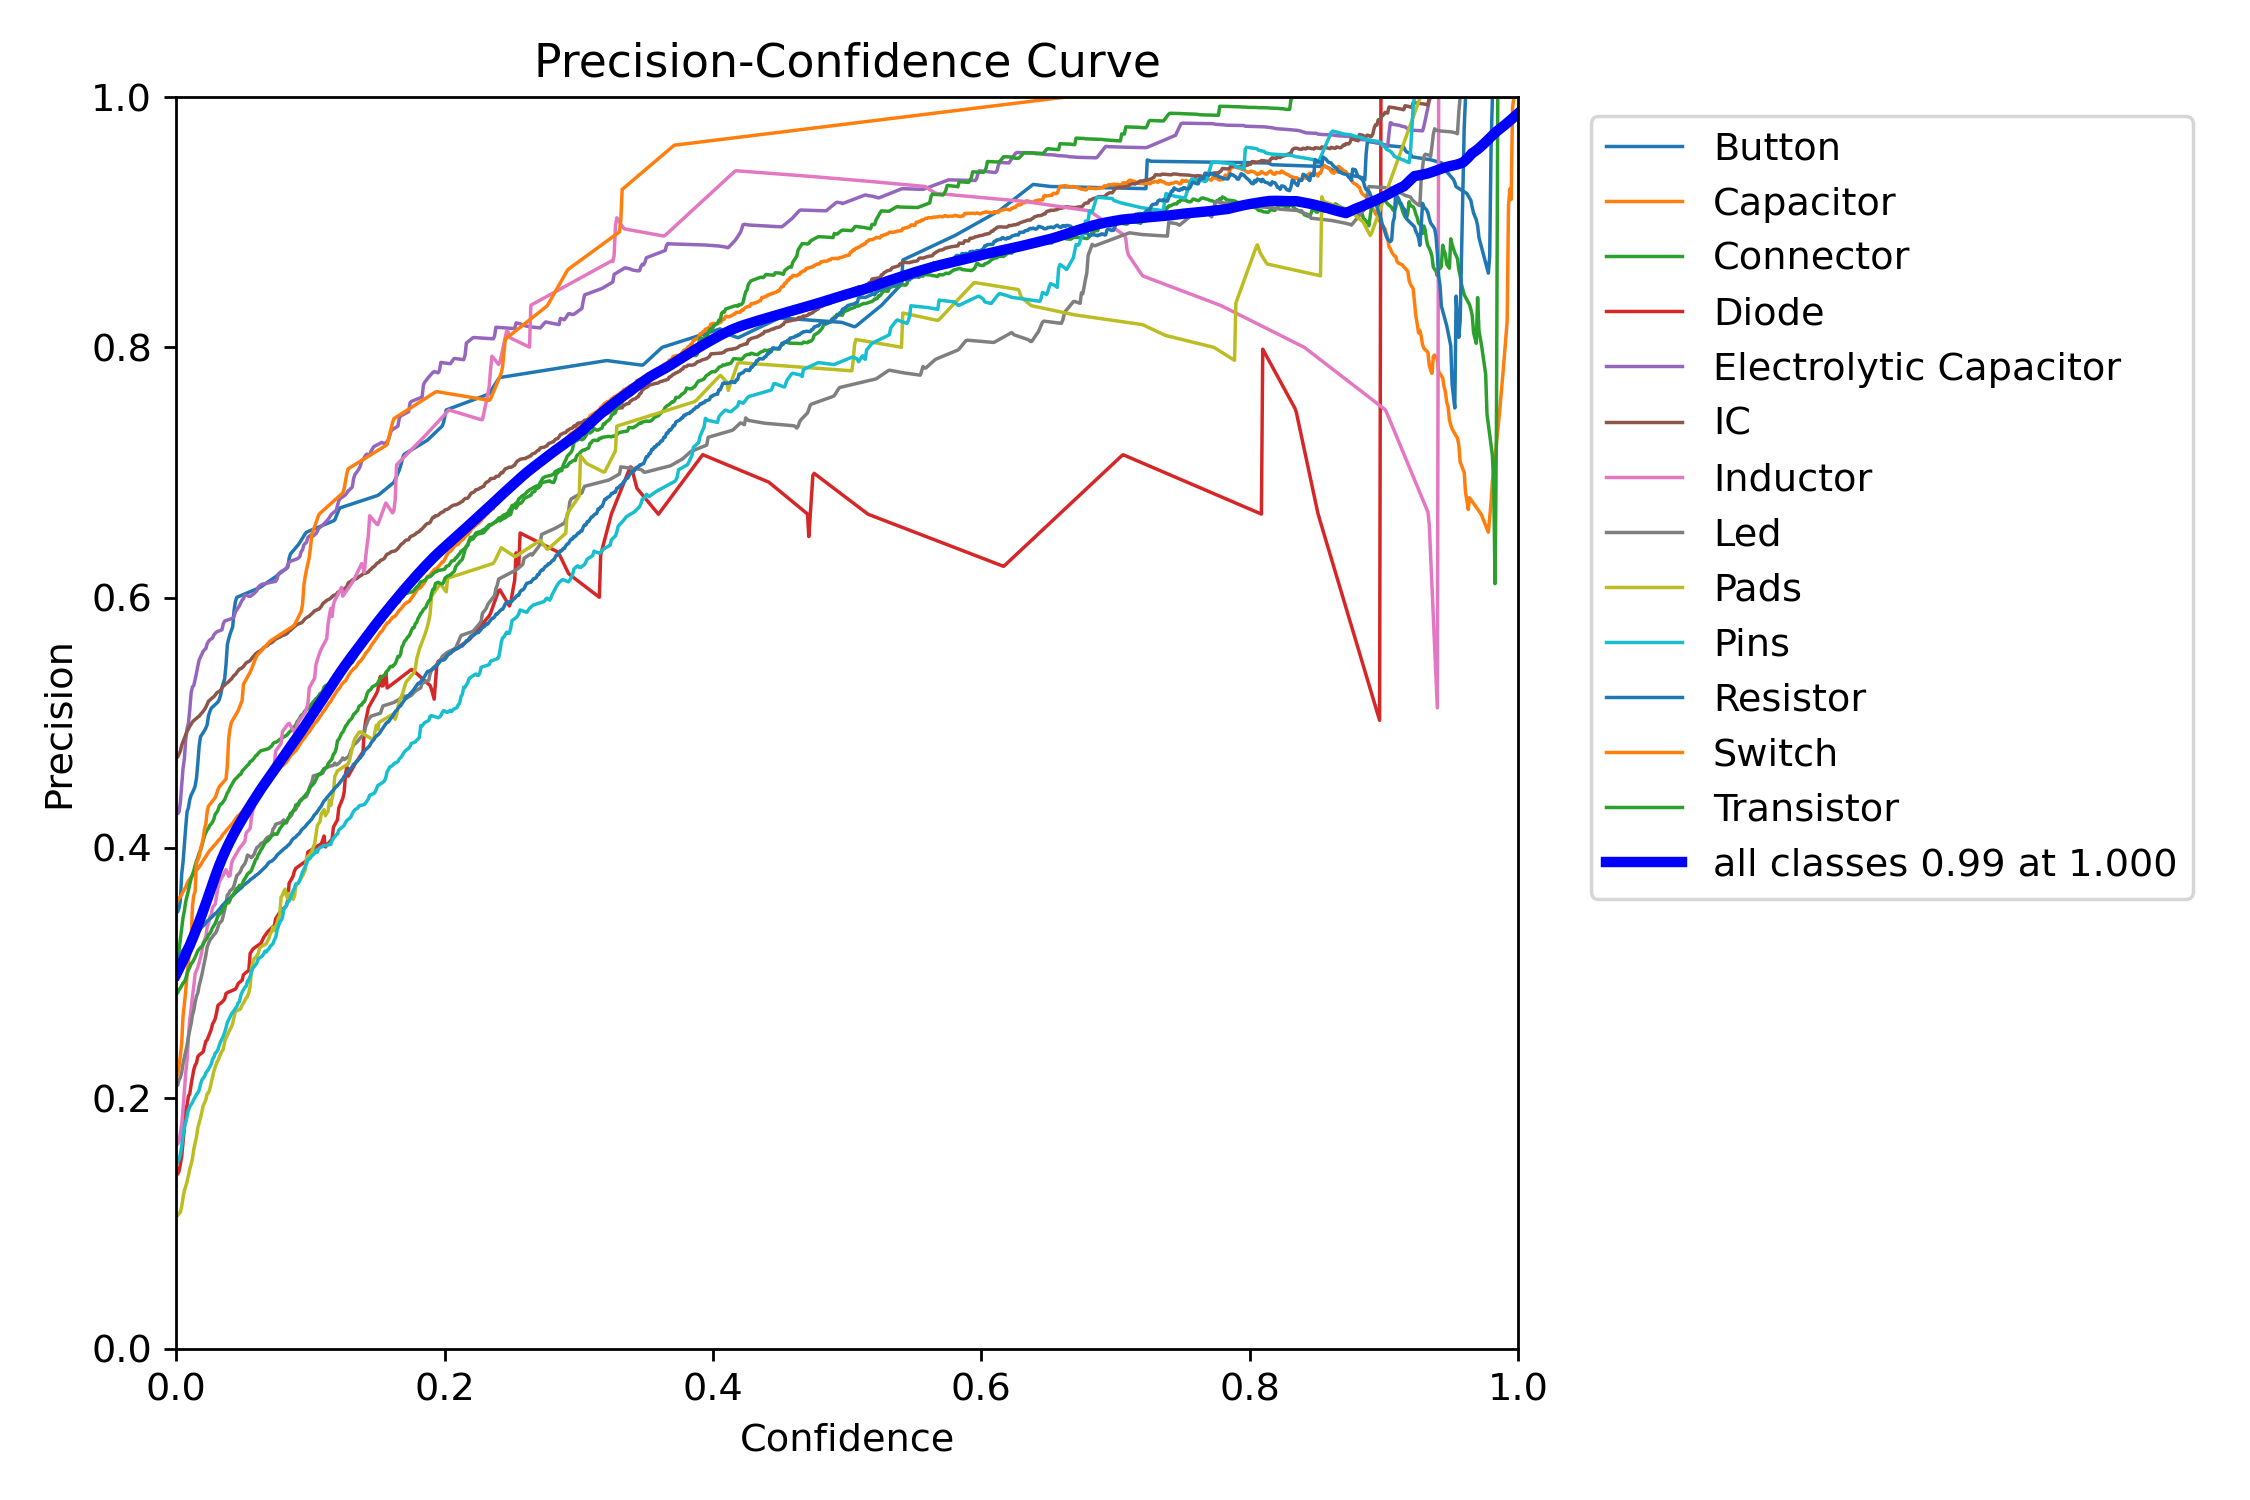 Precision-Confidence Curve
1.0
0.8
0.6
0.4
0.2
0.0
Precision
0.0 0.2 0.4 0.6 0.8 1.0
Confidence
Button
Capacitor
Connector
Diode
Electrolytic Capacitor
IC
Inductor
Led
Pads
Pins
Resistor
Switch
Transistor
all classes 0.99 at 1.000